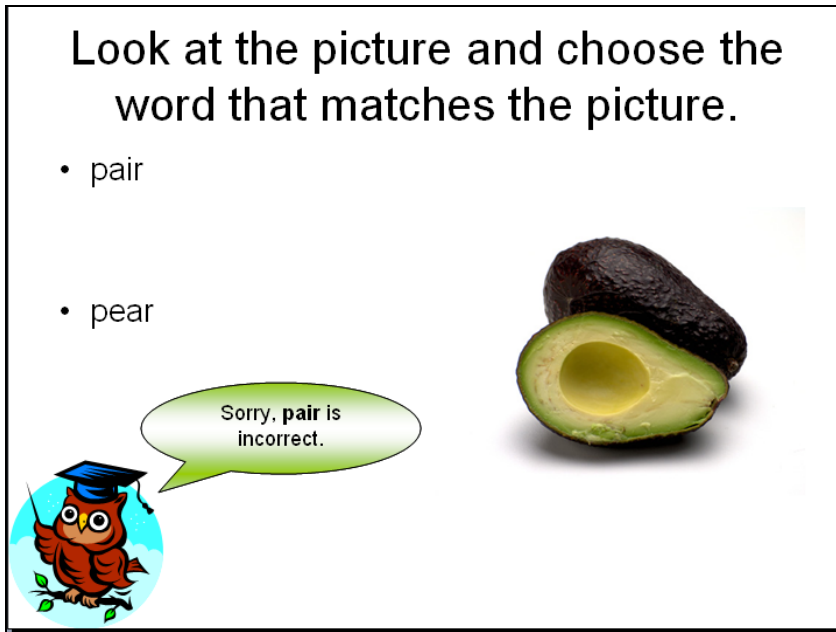 Look at the picture and choose the
word that matches the picture.
• pair
• pear
Sorry, pair is
incorrect.